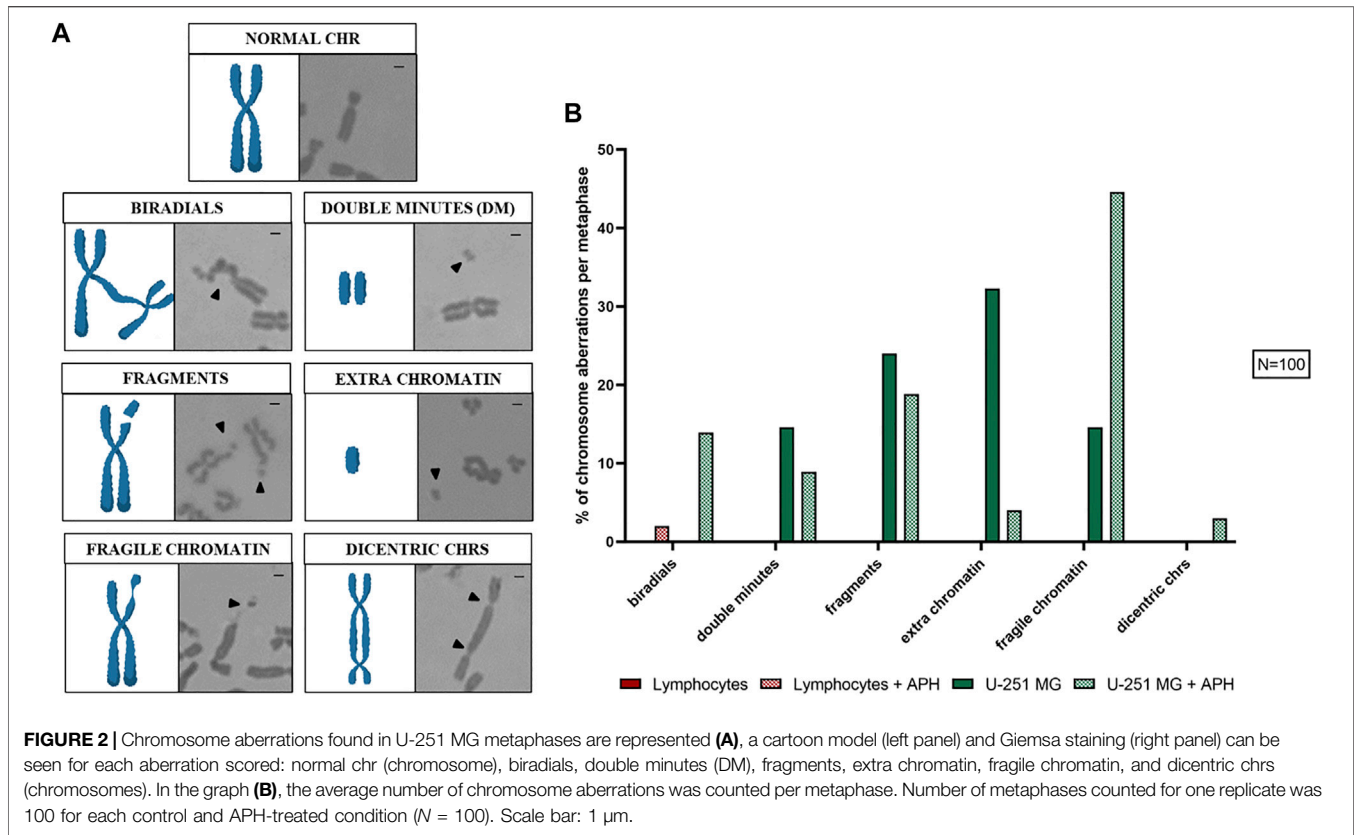 A
NORMAL CHR
BIRADIALS
DOUBLE MINUTES (DM)
FRAGMENTS
EXTRA CHROMATIN
FRAGILE CHROMATIN
DICENTRIC CHRS
B
% of chromosome aberrations per metaphase
50
40
30
20
10
0
biradials
double minutes
fragments
extra chromatin
fragile chromatin
dicentric chrs
N=100
Lymphocytes
Lymphocytes + APH
U-251 MG
U-251 MG + APH
FIGURE 2 | Chromosome aberrations found in U-251 MG metaphases are represented (A), a cartoon model (left panel) and Giemsa staining (right panel) can be
seen for each aberration scored: normal chr (chromosome), biradials, double minutes (DM), fragments, extra chromatin, fragile chromatin, and dicentric chrs
(chromosomes). In the graph (B), the average number of chromosome aberrations was counted per metaphase. Number of metaphases counted for one replicate was
100 for each control and APH-treated condition (N = 100). Scale bar: 1 μm.